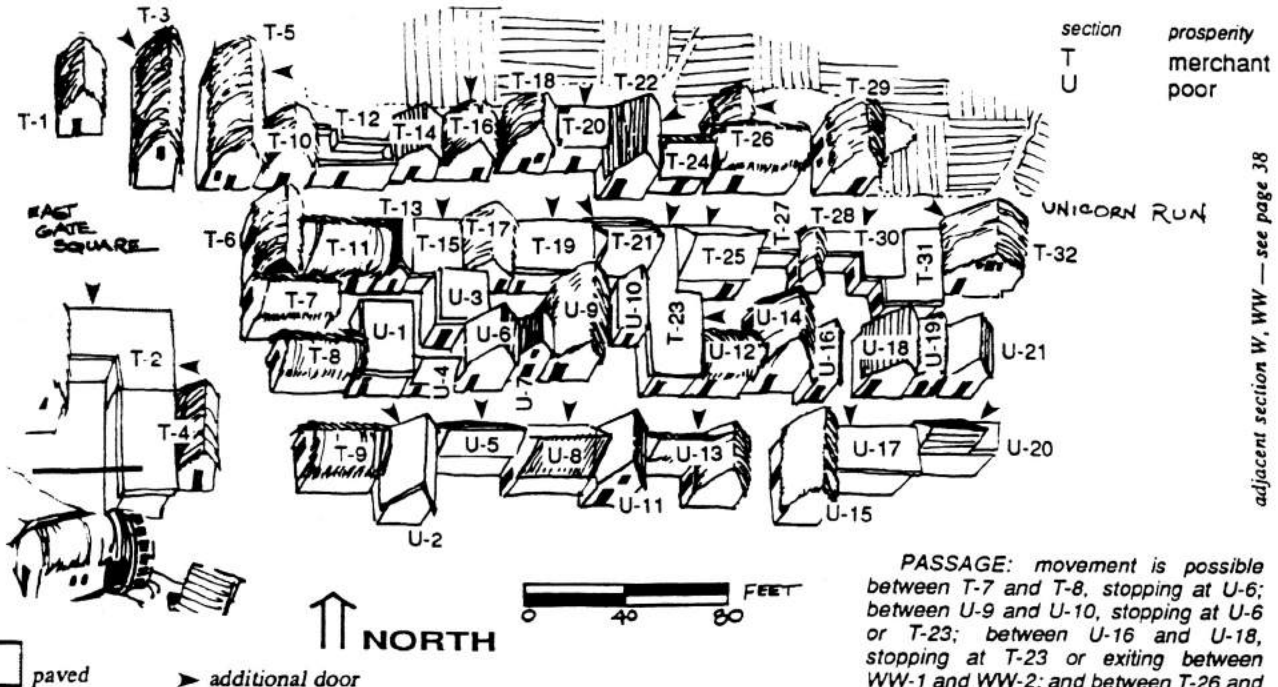 T-3
T-5
section prosperity
T merchant
U poor
T-1
T-10
T-12
T-14
T-16
T-18
T-20
T-22
T-24
T-26
T-29
EAST
GATE
SQUARE
UNICORN RUN
T-6
T-13
T-11
T-15
T-17
T-19
T-21
T-25
T-27
T-28
T-30
T-31
T-32
T-7
U-3
U-10
T-23
U-14
U-1
U-6
U-9
T-8
U-4
U-7
U-12
U-16
U-18
U-19
U-21
T-2
T-4
T-9
U-5
U-8
U-13
U-17
U-20
U-2
U-11
U-15
adjacent section W, WW — see page 38
0 40 80 FEET
NORTH
paved
additional door
PASSAGE: movement is possible
between T-7 and T-8, stopping at U-6;
between U-9 and U-10, stopping at U-6
or T-23; between U-16 and U-18,
stopping at T-23 or exiting between
WW-1 and WW-2; and between T-26 and